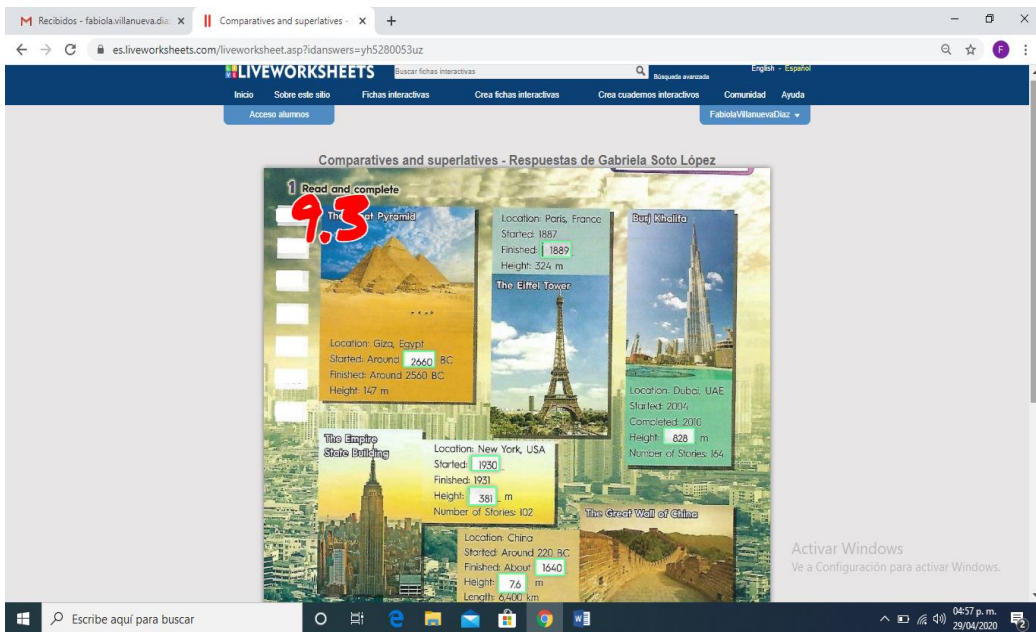 Recibidos - fabiola.villanueva.dia
Comparatives and superlatives -
es.liveworksheets.com/liveworksheet.asp?idanswers=yh5280053uz
F
LIVEWORKSHEETS
Buscar fichas interactivas
Búsqueda avanzada
English - Español
Inicio Sobre este sitio Fichas interactivas Crea fichas interactivas Crea cuadernos interactivos Comunidad Ayuda
Acceso alumnos
FabiolaVillanuevaDiaz
Comparatives and superlatives - Respuestas de Gabriela Soto López
1 Read and complete
9.3
Pyramid
Location: Giza, Egypt
Started: Around 2660 BC
Finished: Around 2560 BC
Height: 147 m
Location: Paris, France
Started: 1887
Finished: 1889
Height: 324 m
The Eiffel Tower
Burj Khalifa
Location: Dubai, UAE
Started: 2004
Completed: 2010
Height: 828 m
Number of Stories: 164
The Empire
State Building
Location: New York, USA
Started: 1930
Finished: 1931
Height: 381 m
Number of Stories: 102
The Great Wall of China
Location: China
Started: Around 220 BC
Finished: About 1640
Height: 7.6 m
Length: 6,400 km
Activar Windows
Ve a Configuración para activar Windows.
Escribe aquí para buscar
04:57 p. m.
29/04/2020
2